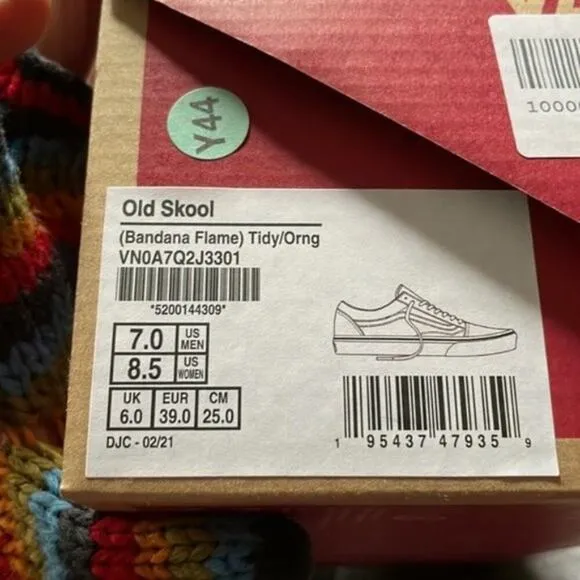 Y44
1000
Old Skool
(Bandana Flame) Tidy/Orng
VN0A7Q2J3301
*5200144309*
7.0 US MEN
8.5 US WOMEN
UK EUR CM
6.0 39.0 25.0
DJC - 02/21
1 95437 47935 9